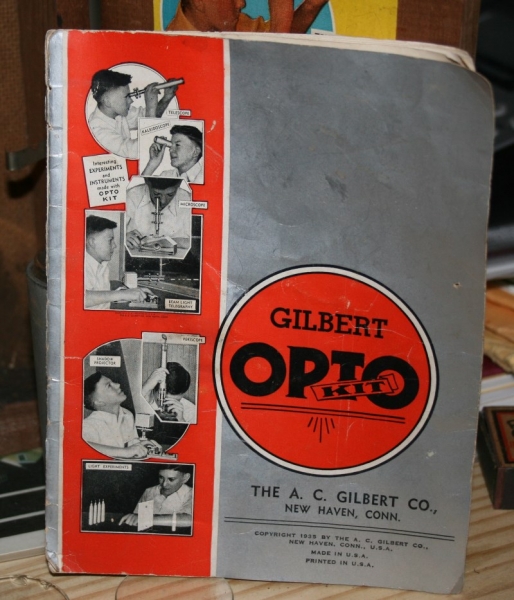 TELESCOPE
KALEIDOSCOPE
Interesting
EXPERIMENTS
and
INSTRUMENTS
made with
OPTO
KIT
MICROSCOPE
BEAM LIGHT
TELEGRAPHY
PERISCOPE
PROJECTOR
LIGHT EXPERIMENTS
GILBERT
OPTO
KIT
THE A. C. GILBERT CO.,
NEW HAVEN, CONN.
COPYRIGHT 1935 BY THE A. C. GILBERT CO.,
NEW HAVEN, CONN., U.S.A.
MADE IN U.S.A.
PRINTED IN U.S.A.